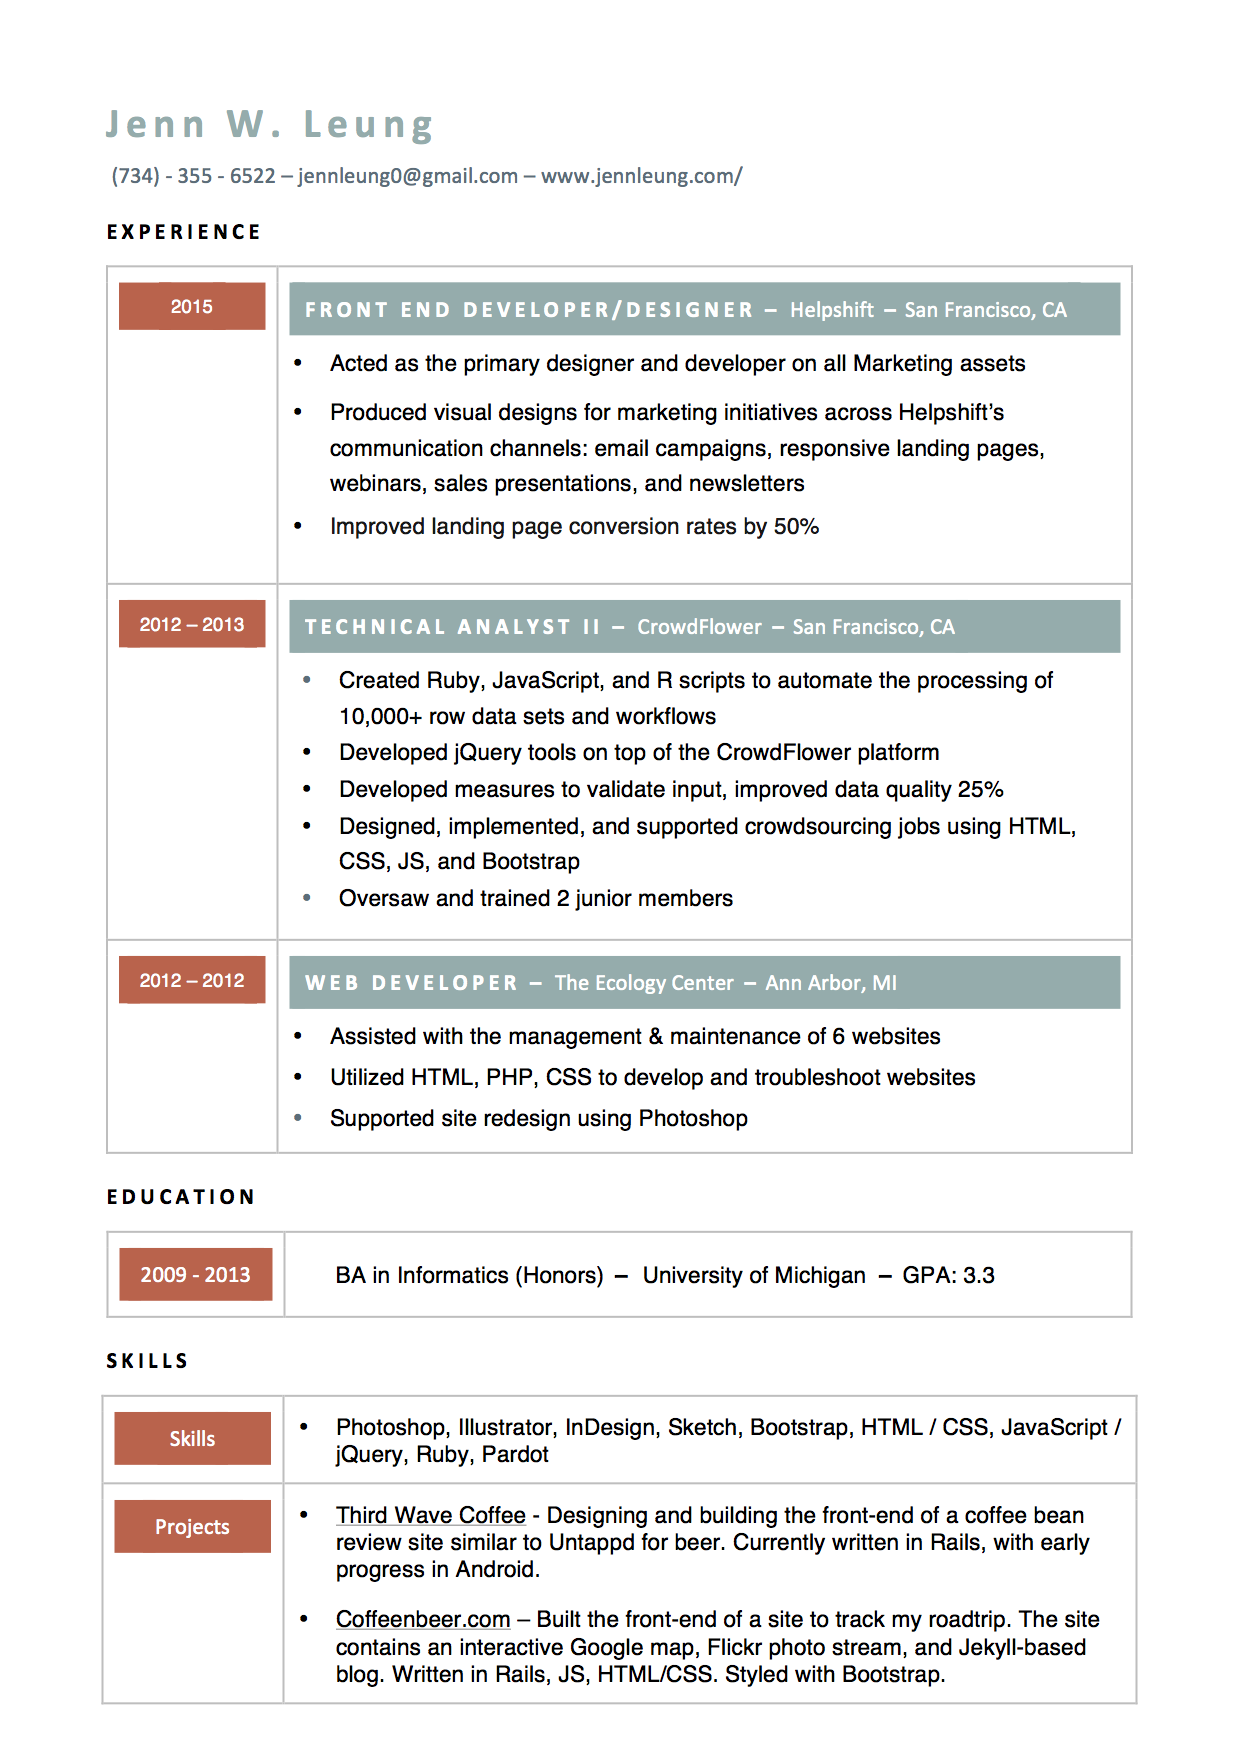 Jenn W. Leung
(734) - 355 - 6522 – jennleung0@gmail.com – www.jennleung.com/
EXPERIENCE
2015
FRONT END DEVELOPER/DESIGNER – Helpshift – San Francisco, CA
• Acted as the primary designer and developer on all Marketing assets
• Produced visual designs for marketing initiatives across Helpshift’s
communication channels: email campaigns, responsive landing pages,
webinars, sales presentations, and newsletters
• Improved landing page conversion rates by 50%
2012 – 2013
TECHNICAL ANALYST II – CrowdFlower – San Francisco, CA
• Created Ruby, JavaScript, and R scripts to automate the processing of
10,000+ row data sets and workflows
• Developed jQuery tools on top of the CrowdFlower platform
• Developed measures to validate input, improved data quality 25%
• Designed, implemented, and supported crowdsourcing jobs using HTML,
CSS, JS, and Bootstrap
• Oversaw and trained 2 junior members
2012 – 2012
WEB DEVELOPER – The Ecology Center – Ann Arbor, MI
• Assisted with the management & maintenance of 6 websites
• Utilized HTML, PHP, CSS to develop and troubleshoot websites
• Supported site redesign using Photoshop
EDUCATION
2009 - 2013
BA in Informatics (Honors) – University of Michigan – GPA: 3.3
SKILLS
Skills
• Photoshop, Illustrator, InDesign, Sketch, Bootstrap, HTML / CSS, JavaScript /
jQuery, Ruby, Pardot
Projects
• Third Wave Coffee - Designing and building the front-end of a coffee bean
review site similar to Untappd for beer. Currently written in Rails, with early
progress in Android.
• Coffeenbeer.com – Built the front-end of a site to track my roadtrip. The site
contains an interactive Google map, Flickr photo stream, and Jekyll-based
blog. Written in Rails, JS, HTML/CSS. Styled with Bootstrap.